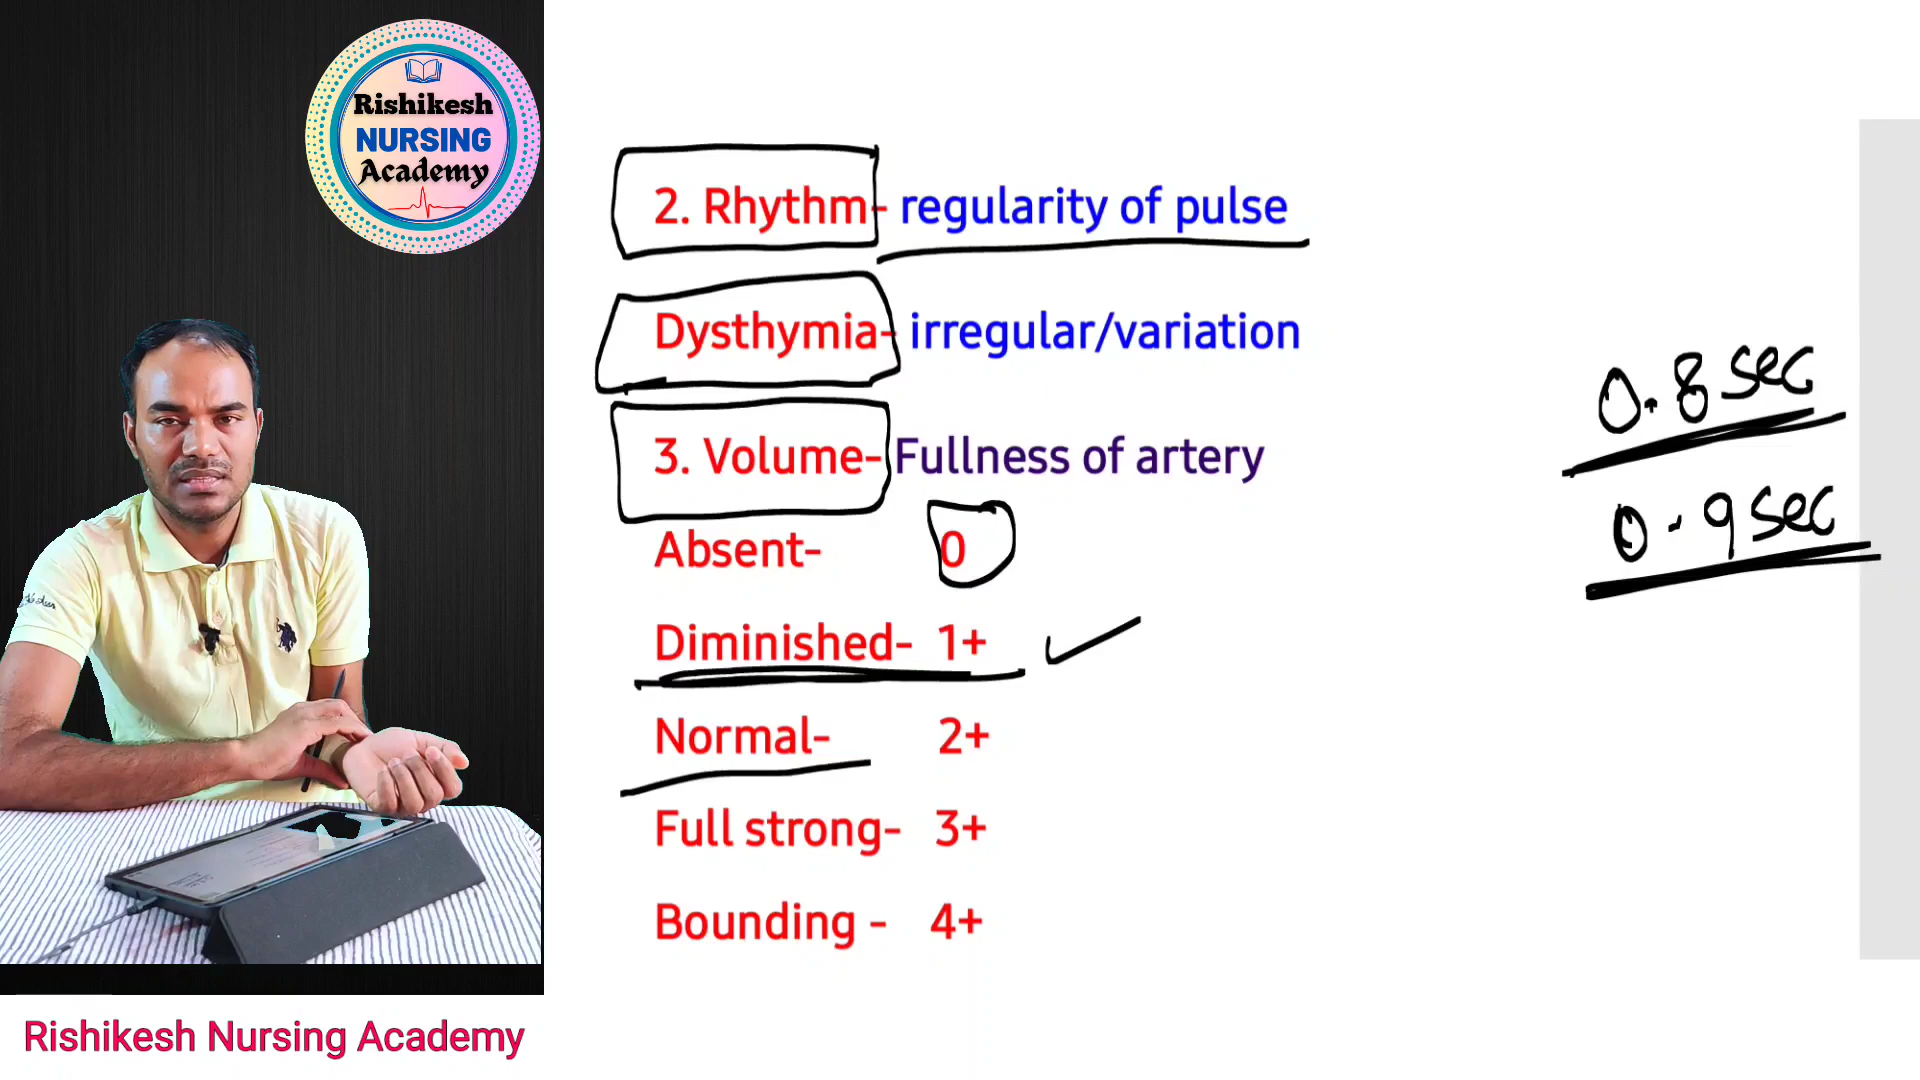 Rishikesh
NURSING
Academy
2. Rhythm- regularity of pulse
Dysthymia- irregular/variation
3. Volume- Fullness of artery
Absent- 0
Diminished- 1+
Normal- 2+
Full strong- 3+
Bounding - 4+
0.8 sec
0.9 sec
Rishikesh Nursing Academy